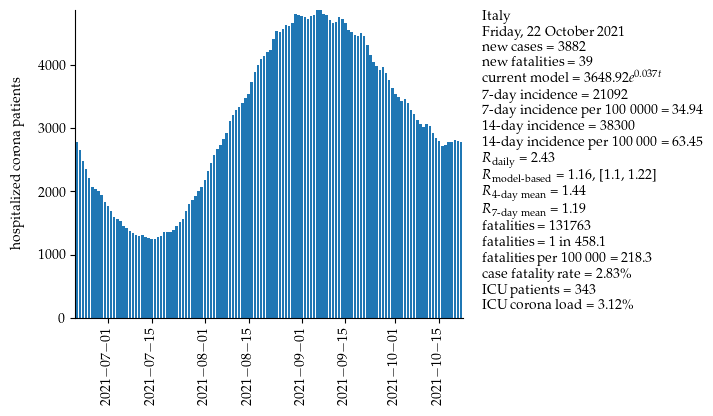 hospitalized corona patients
4000
3000
2000
1000
0
2021−07−01
2021−07−15
2021−08−01
2021−08−15
2021−09−01
2021−09−15
2021−10−01
2021−10−15
Italy
Friday, 22 October 2021
new cases = 3882
new fatalities = 39
current model = 3648.92e^0.037t
7-day incidence = 21092
7-day incidence per 100 0000 = 34.94
14-day incidence = 38300
14-day incidence per 100 000 = 63.45
R daily = 2.43
R model-based = 1.16, [1.1, 1.22]
R 4-day mean = 1.44
R 7-day mean = 1.19
fatalities = 131763
fatalities = 1 in 458.1
fatalities per 100 000 = 218.3
case fatality rate = 2.83%
ICU patients = 343
ICU corona load = 3.12%